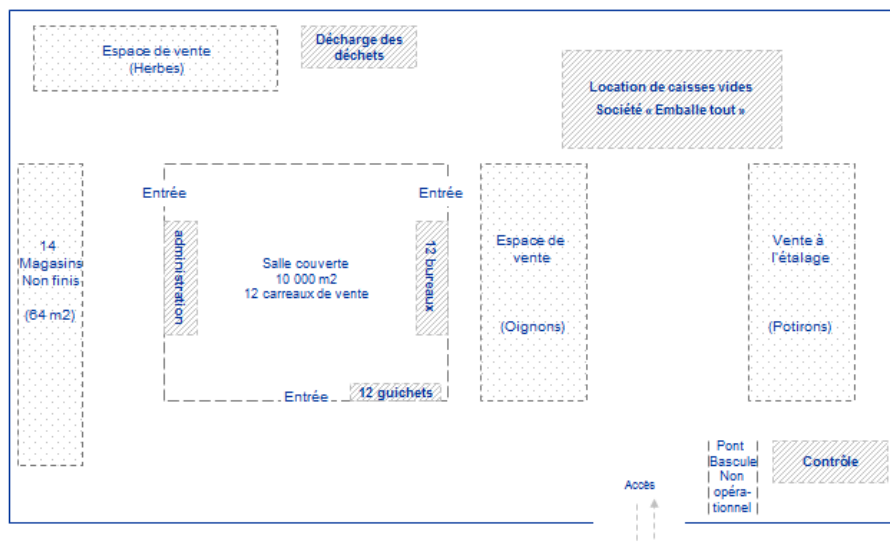 Espace de vente
(Herbes)
Décharge des
déchets
Location de caisses vides
Société « Emballe tout »
14
Magasins
Non finis
(64 m2)
Entrée
Entrée
administration
Salle couverte
10 000 m2
12 carreaux de vente
12 bureaux
Entrée
12 guichets
Espace de
vente
(Oignons)
Vente à
l'étalage
(Potirons)
Accès
Pont
Bascule
Non
opéra-
tionnel
Contrôle